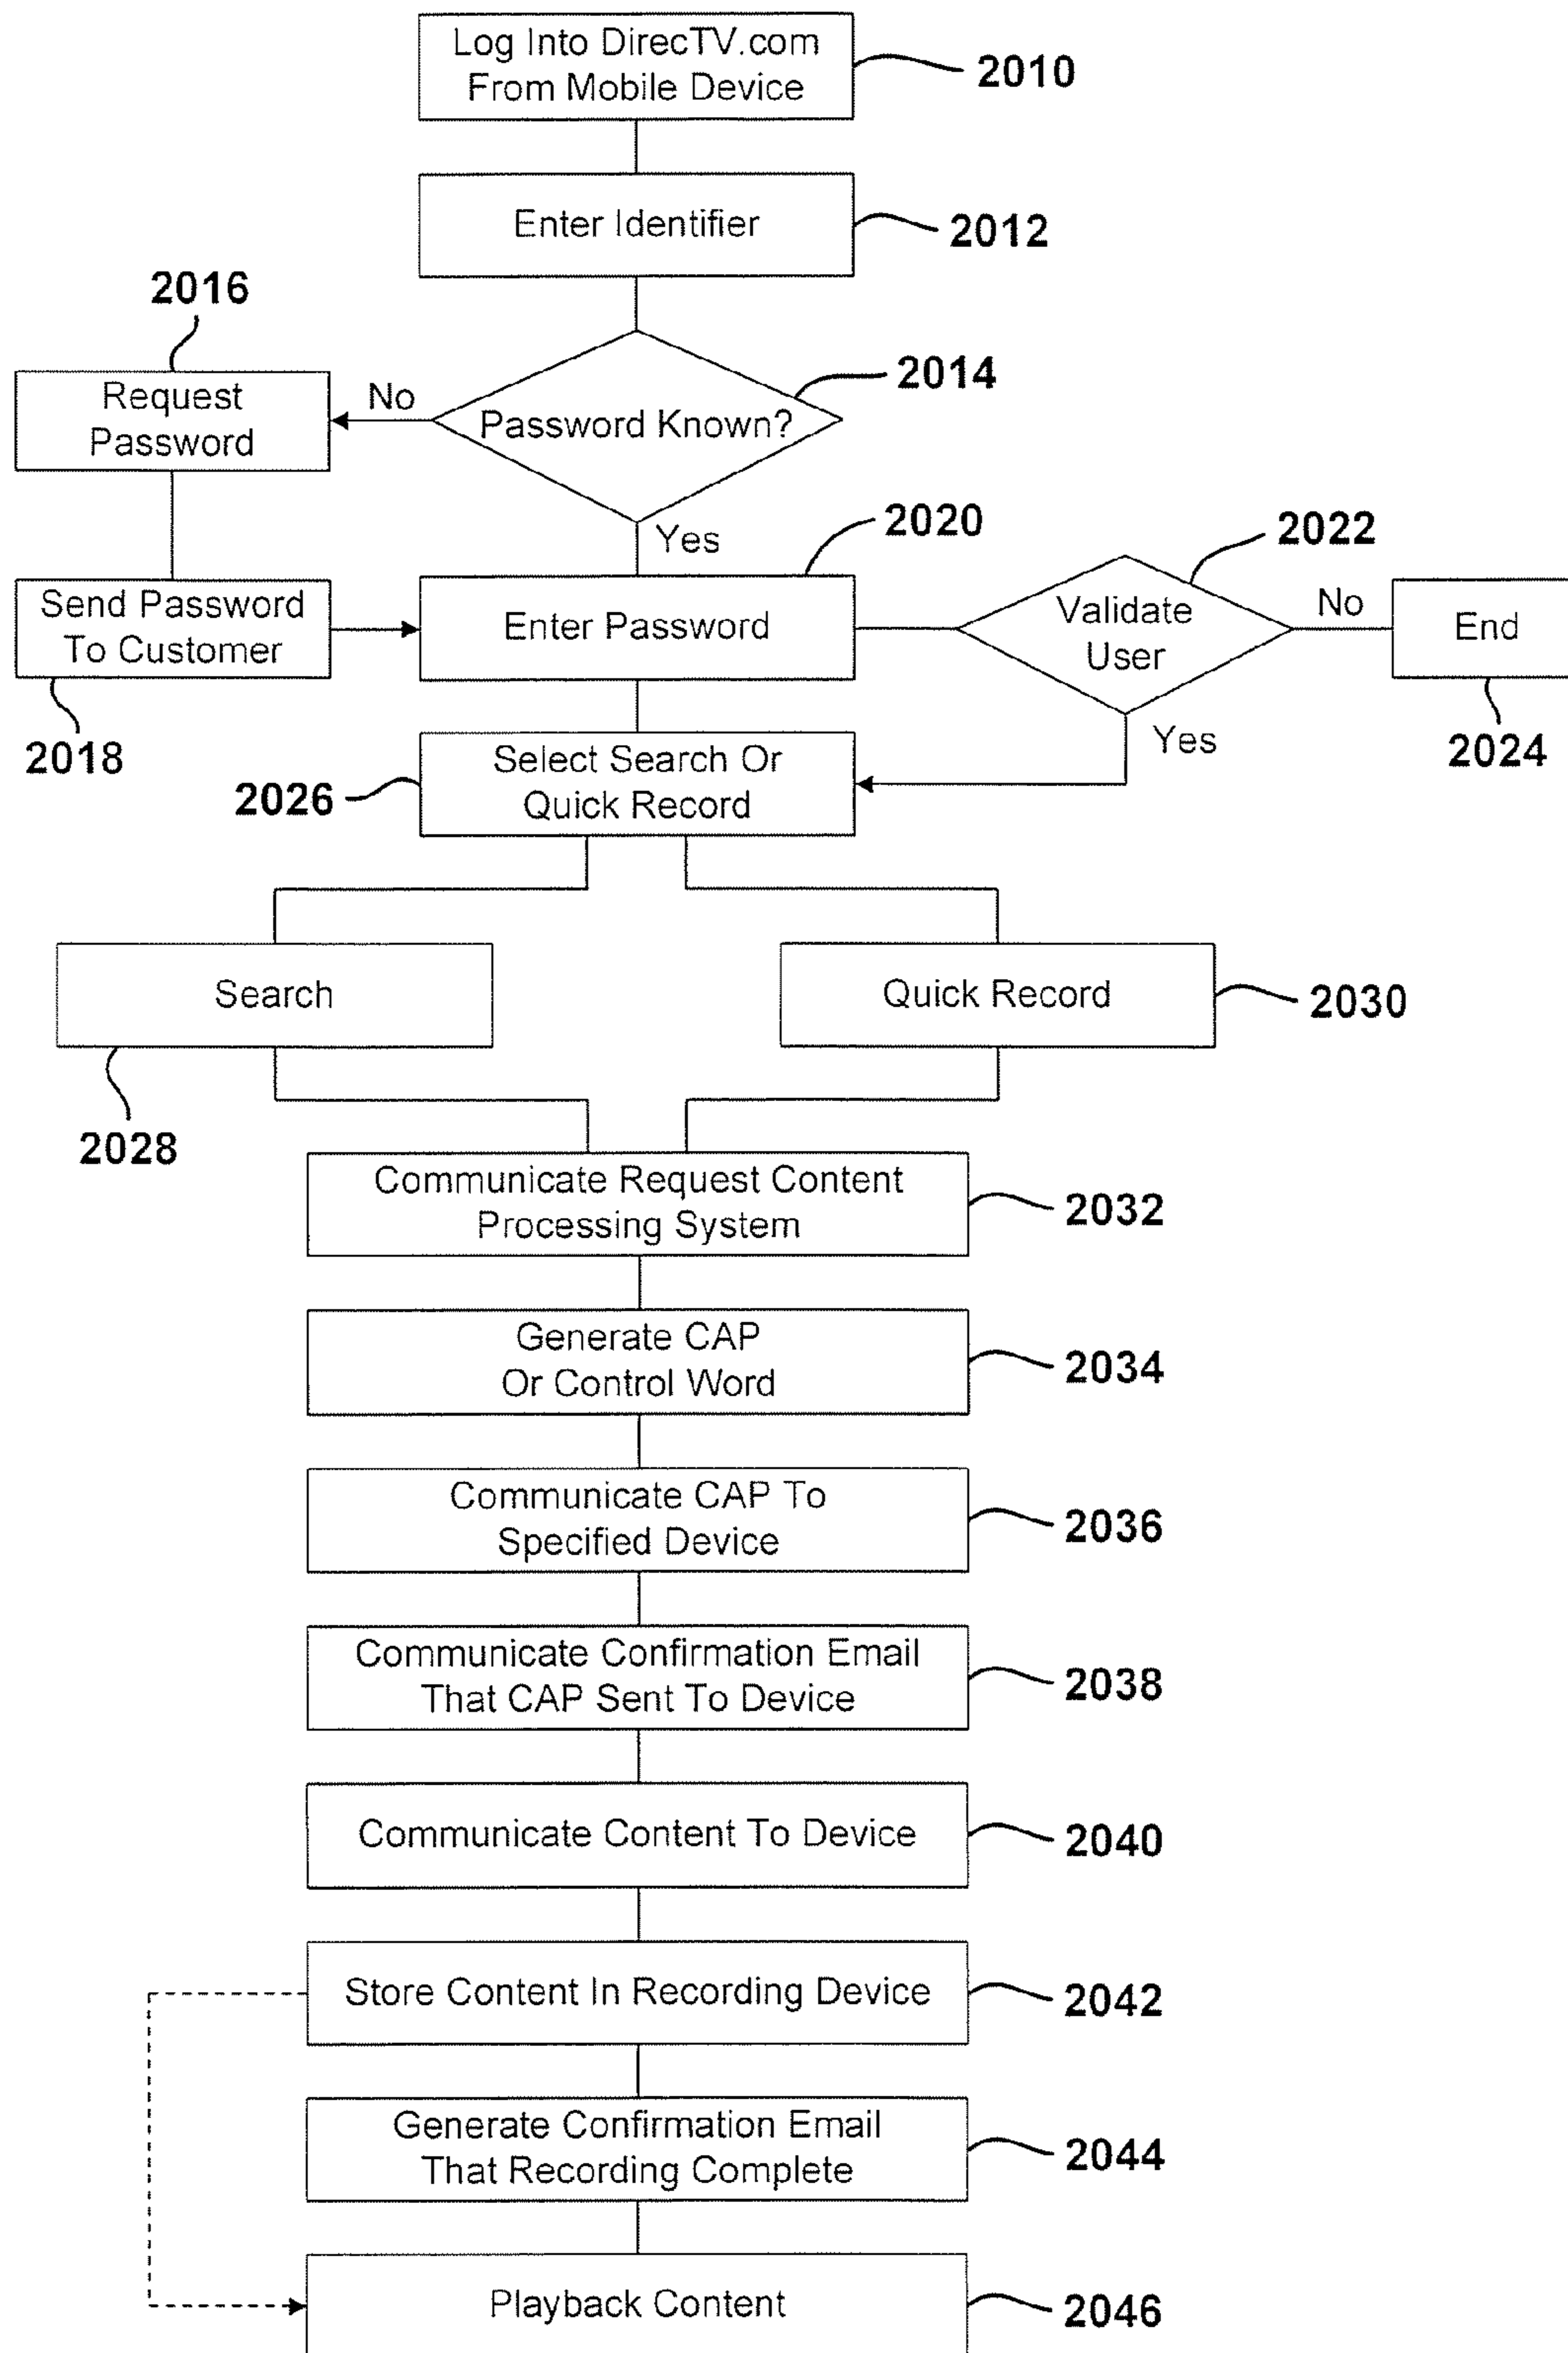 Log Into DirecTV.com
From Mobile Device
2010
Enter Identifier
2012
2016
Request
Password
No
Password Known?
2014
Yes
2020
2022
Send Password
To Customer
2018
Enter Password
Validate
User
No
End
2024
Yes
Select Search Or
Quick Record
2026
Search
2028
Quick Record
2030
Communicate Request Content
Processing System
2032
Generate CAP
Or Control Word
2034
Communicate CAP To
Specified Device
2036
Communicate Confirmation Email
That CAP Sent To Device
2038
Communicate Content To Device
2040
Store Content In Recording Device
2042
Generate Confirmation Email
That Recording Complete
2044
Playback Content
2046